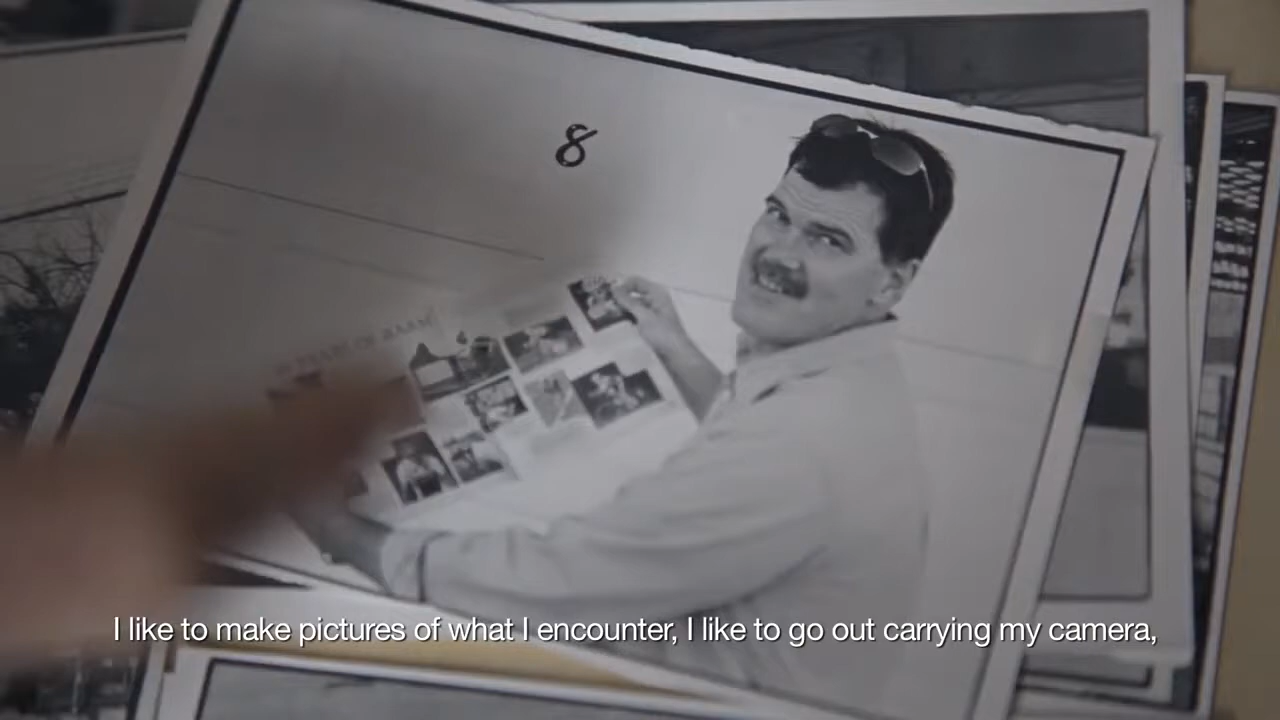 8
I like to make pictures of what I encounter, I like to go out carrying my camera,